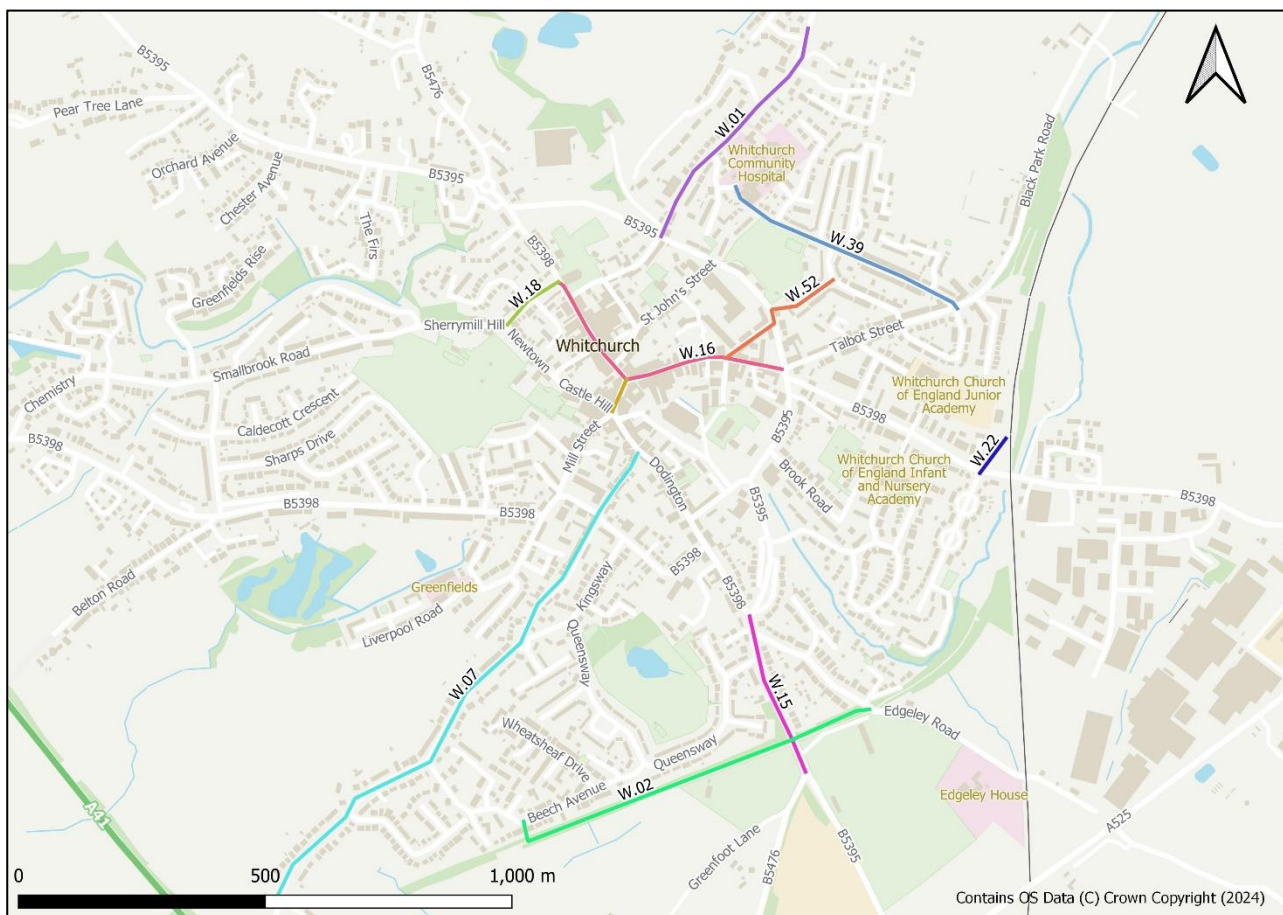 B5395
B5476
Pear Tree Lane
Orchard Avenue
Chester Avenue
The Firs
B5395
Greenfields Rise
B5398
W.01
Whitchurch
Community
Hospital
Black Park Road
B5395
W.39
W.52
W.18
St John's Street
Sherrymill Hill
Newtown
Whitchurch
W.16
Talbot Street
Smallbrook Road
Chemistry
Castle Hill
Caldecott Crescent
Sharps Drive
B5398
Mill Street
B5395
B5398
Whitchurch Church
of England Junior
Academy
W.22
Whitchurch Church
of England Infant
and Nursery
Academy
Brook Road
B5398
Dodington
B5395
B5398
B5398
B5398
B5398
Belton Road
Greenfields
Liverpool Road
Kingsway
Queensway
W.07
W.15
Wheatsheaf Drive
Queensway
Beech Avenue
W.02
Edgeley Road
Edgeley House
Greenfoot Lane
B5476
B5395
A525
A41
0 500 1,000 m
Contains OS Data (C) Crown Copyright (2024)